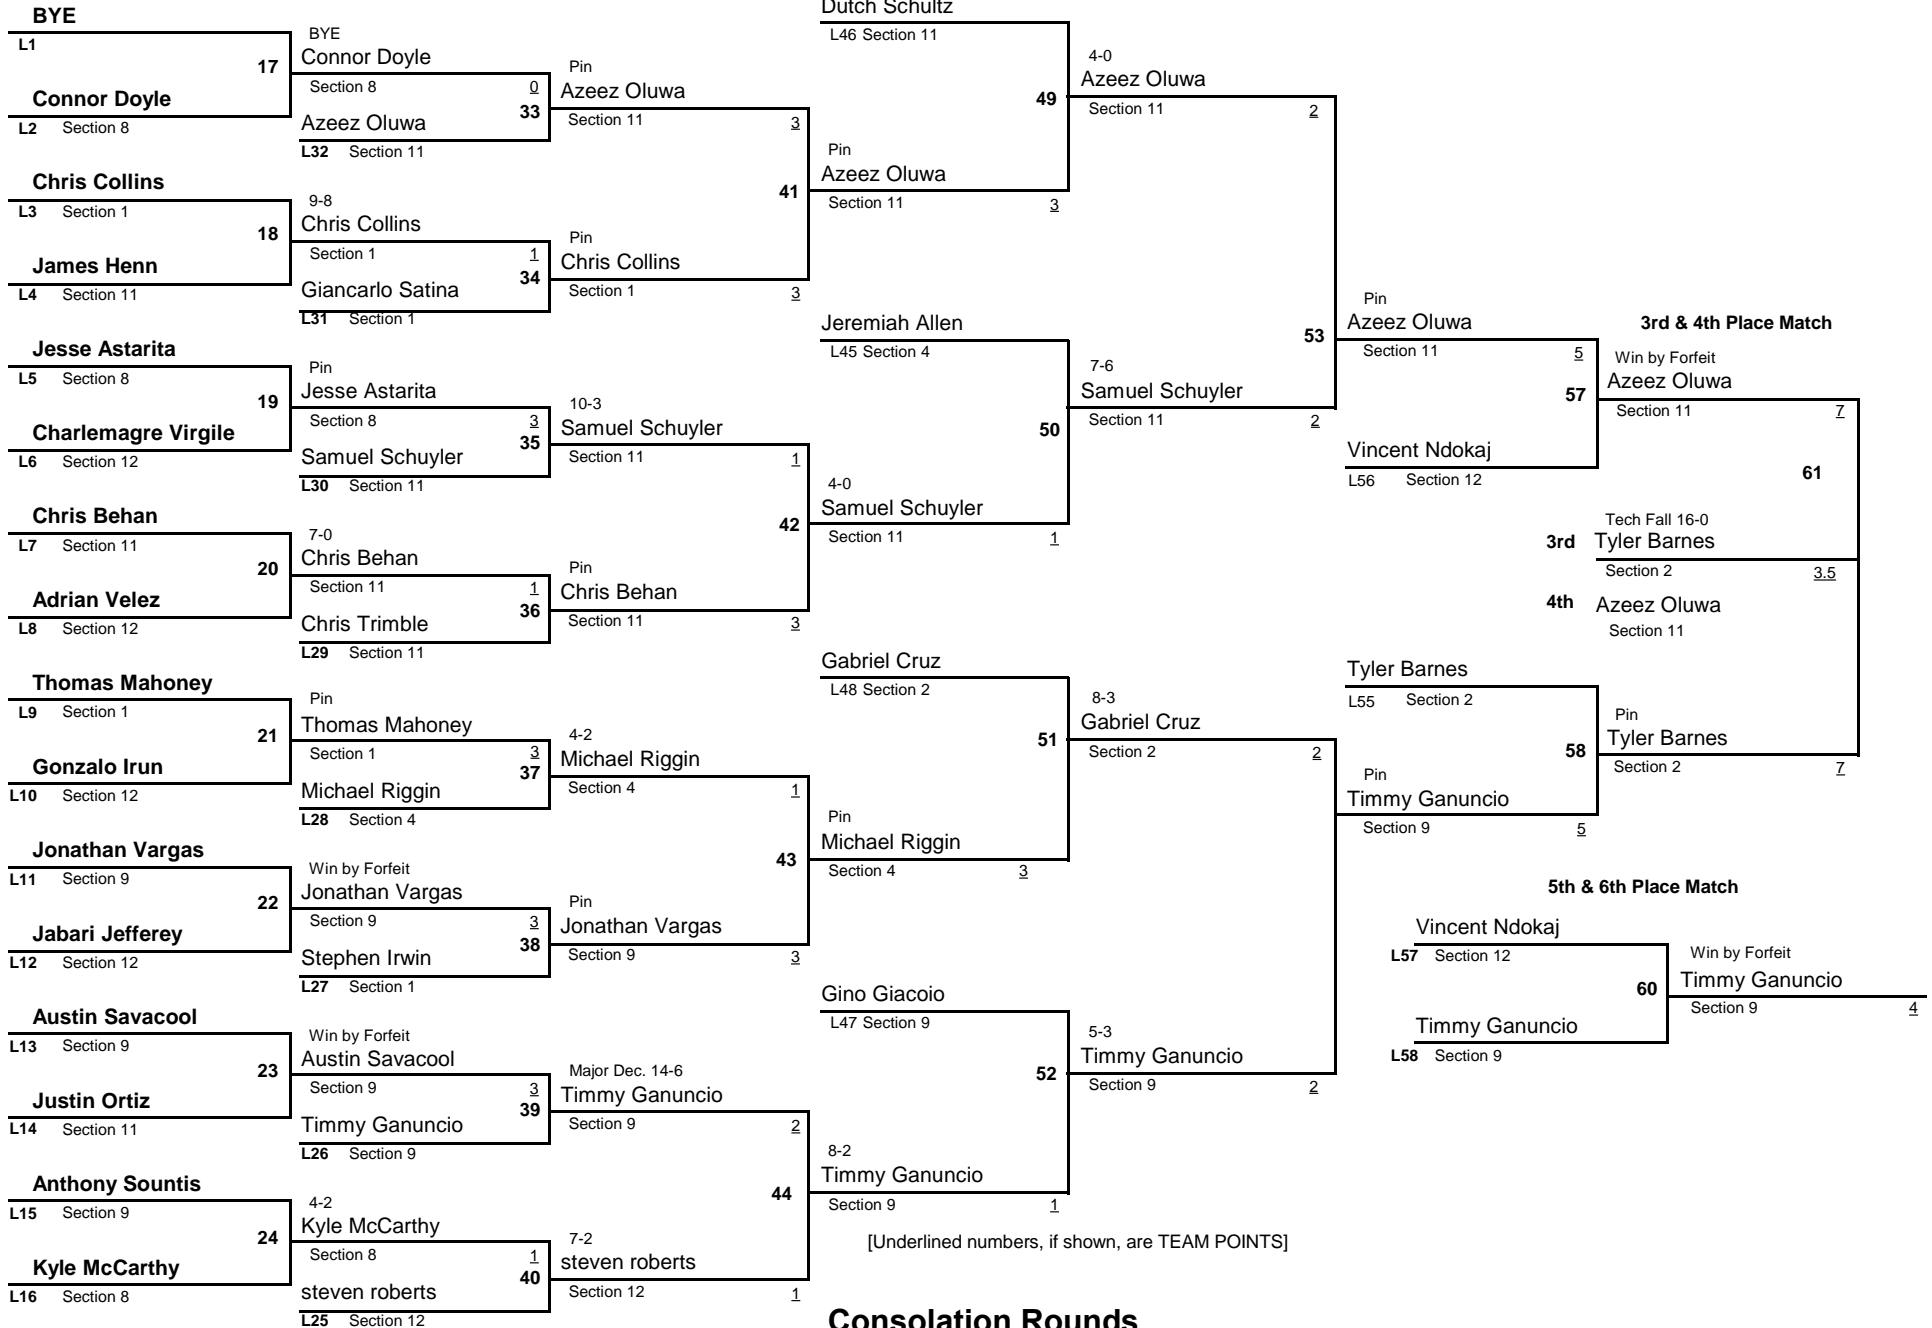 BYE
L1
17
Connor Doyle
L2 Section 8
Chris Collins
L3 Section 1
18
James Henn
L4 Section 11
Jesse Astarita
L5 Section 8
19
Charlemagre Virgile
L6 Section 12
Chris Behan
L7 Section 11
20
Adrian Velez
L8 Section 12
Thomas Mahoney
L9 Section 1
21
Gonzalo Irun
L10 Section 12
Jonathan Vargas
L11 Section 9
22
Jabari Jefferey
L12 Section 12
Austin Savacool
L13 Section 9
23
Justin Ortiz
L14 Section 11
Anthony Sountis
L15 Section 9
24
Kyle McCarthy
L16 Section 8
BYE
Connor Doyle
Section 8 0
33
Azeez Oluwa
L32 Section 11
9-8
Chris Collins
Section 1 1
34
Giancarlo Satina
L31 Section 1
Pin
Jesse Astarita
Section 8 3
35
Samuel Schuyler
L30 Section 11
7-0
Chris Behan
Section 11 1
36
Chris Trimble
L29 Section 11
Pin
Thomas Mahoney
Section 1 3
37
Michael Riggin
L28 Section 4
Win by Forfeit
Jonathan Vargas
Section 9 3
38
Stephen Irwin
L27 Section 1
Win by Forfeit
Austin Savacool
Section 9 3
39
Timmy Ganuncio
L26 Section 9
4-2
Kyle McCarthy
Section 8 1
40
steven roberts
L25 Section 12
Pin
Azeez Oluwa
Section 11 3
41
Pin
Chris Collins
Section 1 3
10-3
Samuel Schuyler
Section 11 1
42
Pin
Chris Behan
Section 11 3
4-2
Michael Riggin
Section 4 1
43
Pin
Jonathan Vargas
Section 9 3
Major Dec. 14-6
Timmy Ganuncio
Section 9 2
44
7-2
steven roberts
Section 12 1
Dutch Schultz
L46 Section 11
49
Pin
Azeez Oluwa
Section 11 3
Jeremiah Allen
L45 Section 4
50
4-0
Samuel Schuyler
Section 11 1
Gabriel Cruz
L48 Section 2
51
Pin
Michael Riggin
Section 4 3
Gino Giacoio
L47 Section 9
52
8-2
Timmy Ganuncio
Section 9 1
[Underlined numbers, if shown, are TEAM POINTS]
Consolation Rounds
4-0
Azeez Oluwa
Section 11 2
53
7-6
Samuel Schuyler
Section 11 2
8-3
Gabriel Cruz
Section 2 2
5-3
Timmy Ganuncio
Section 9 2
Pin
Azeez Oluwa
Section 11 5
57
Vincent Ndokaj
L56 Section 12
Tyler Barnes
L55 Section 2
58
Pin
Timmy Ganuncio
Section 9 5
3rd & 4th Place Match
Win by Forfeit
Azeez Oluwa
Section 11 7
61
Tech Fall 16-0
3rd Tyler Barnes
Section 2 3.5
4th Azeez Oluwa
Section 11
Pin
Tyler Barnes
Section 2 7
5th & 6th Place Match
Vincent Ndokaj
L57 Section 12
60
Timmy Ganuncio
L58 Section 9
Win by Forfeit
Timmy Ganuncio
Section 9 4